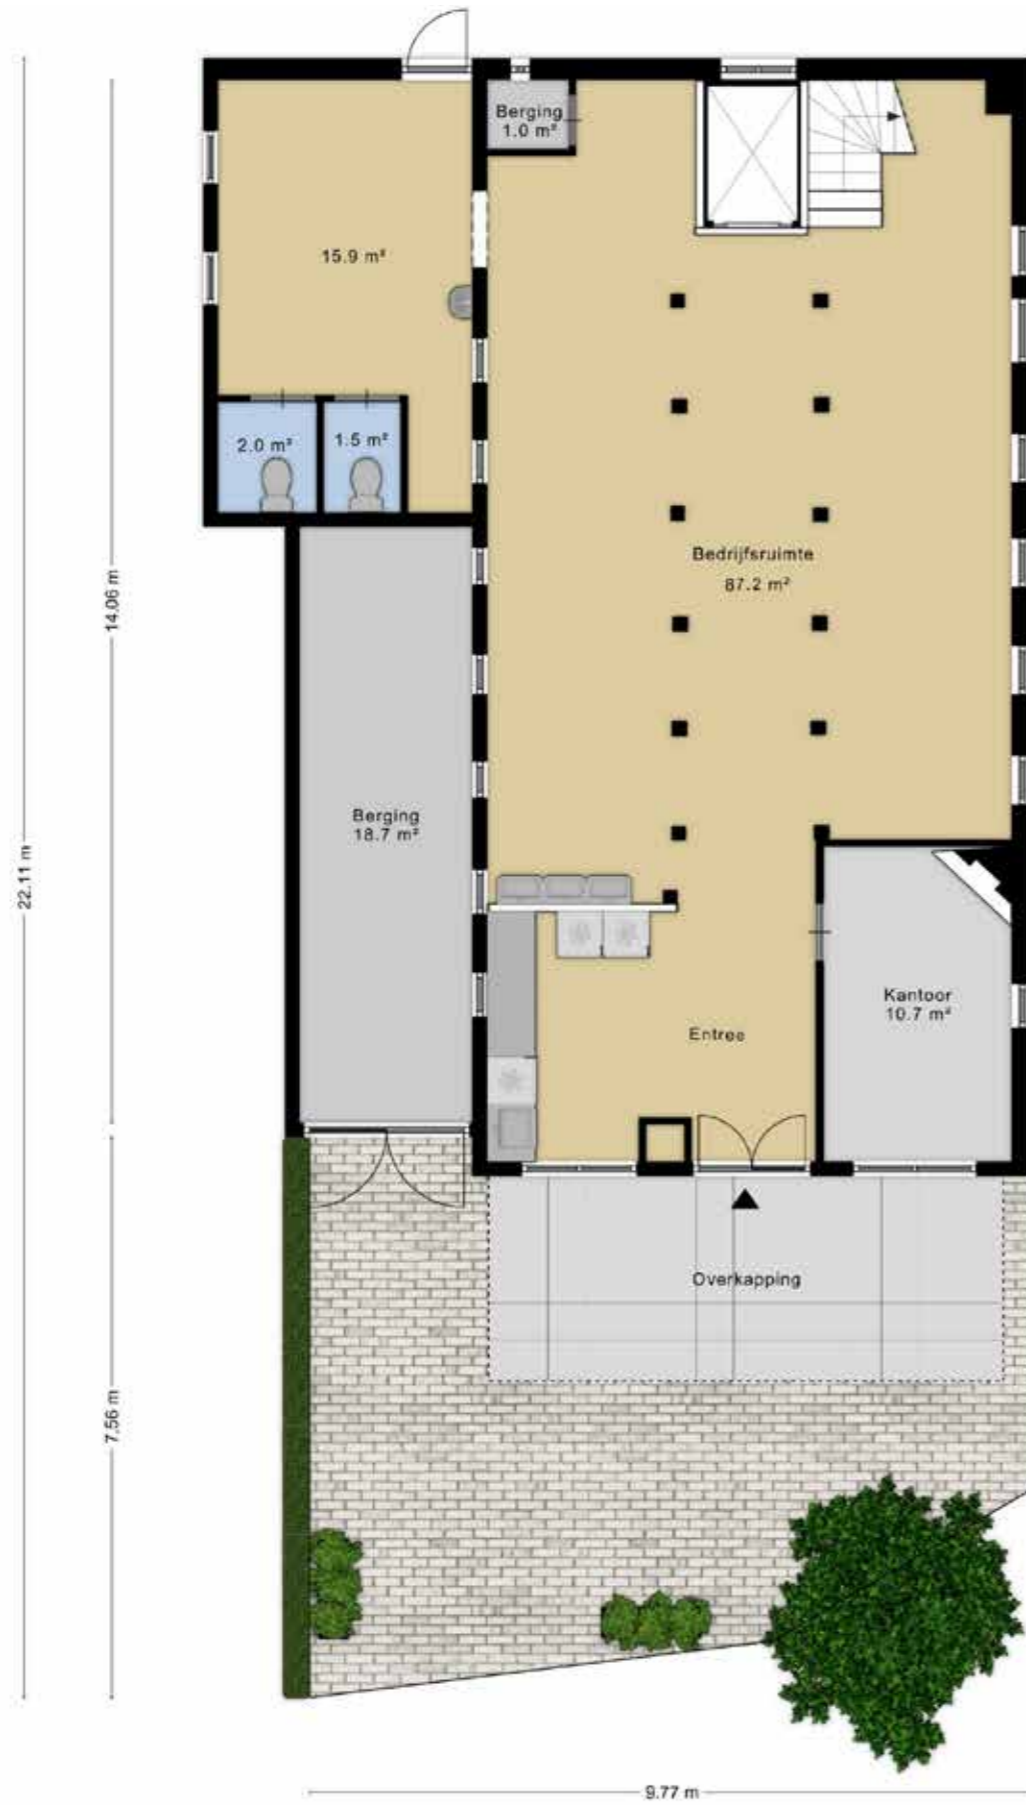 Berging
1.0 m²
15.9 m²
2.0 m²
1.5 m²
Bedrijfsruimte
87.2 m²
14.06 m
Berging
18.7 m²
22.11 m
Kantoor
10.7 m²
Entree
Overkapping
7.56 m
9.77 m